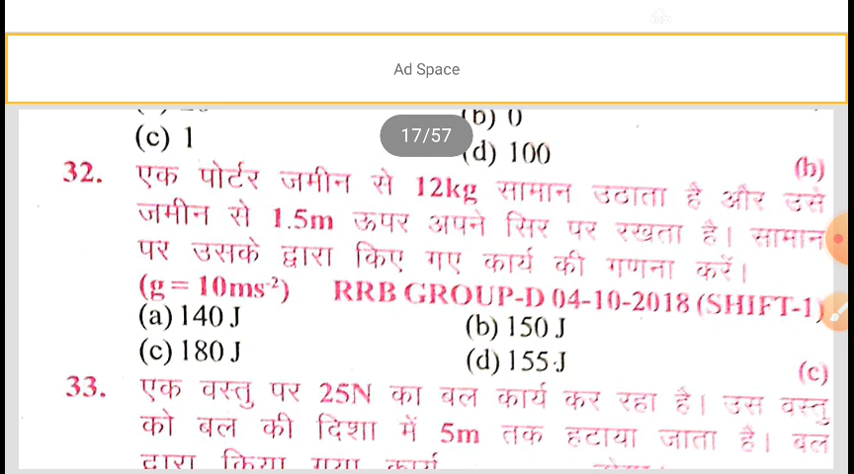 Ad Space
(b) 0
(c) 1
17/57
(d) 100
(b)
32. एक पोर्टर जमीन से 12kg सामान उठाता है और उसे
जमीन से 1.5m ऊपर अपने सिर पर रखता है। सामान
पर उसके द्वारा किए गए कार्य की गणना करें।
(g = 10ms⁻²) RRB GROUP-D 04-10-2018 (SHIFT-1)
(a) 140 J
(b) 150 J
(c) 180 J
(d) 155 J
(c)
33. एक वस्तु पर 25N का बल कार्य कर रहा है। उस वस्तु
को बल की दिशा में 5m तक हटाया जाता है। बल
द्वारा किया गया कार्य